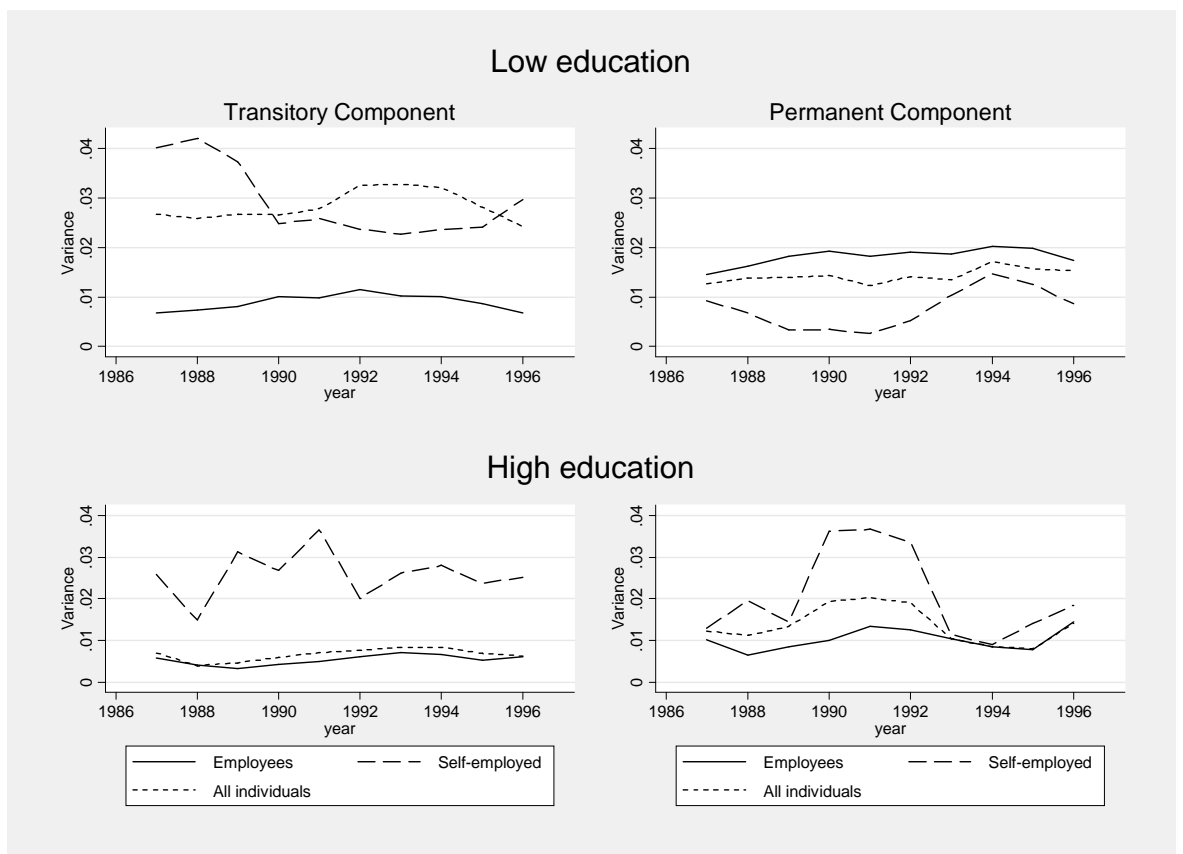 Low education
Transitory Component
Permanent Component
Variance
0 .01 .02 .03 .04
1986 1988 1990 1992 1994 1996
year
Variance
0 .01 .02 .03 .04
1986 1988 1990 1992 1994 1996
year
High education
Variance
0 .01 .02 .03 .04
1986 1988 1990 1992 1994 1996
year
Variance
0 .01 .02 .03 .04
1986 1988 1990 1992 1994 1996
year
Employees Self-employed
All individuals
Employees Self-employed
All individuals